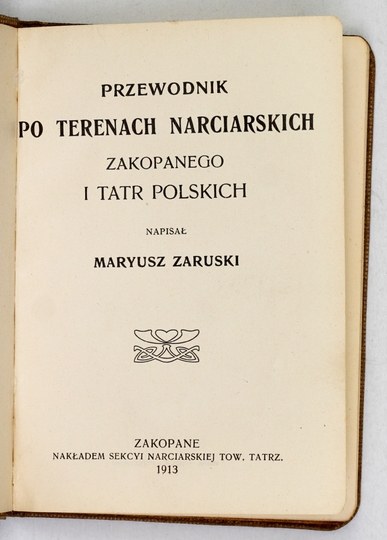 PRZEWODNIK
PO TERENACH NARCIARSKICH
ZAKOPANEGO
I TATR POLSKICH
NAPISAŁ
MARYUSZ ZARUSKI
ZAKOPANE
NAKŁADEM SEKCYI NARCIARSKIEJ TOW. TATRZ.
1913